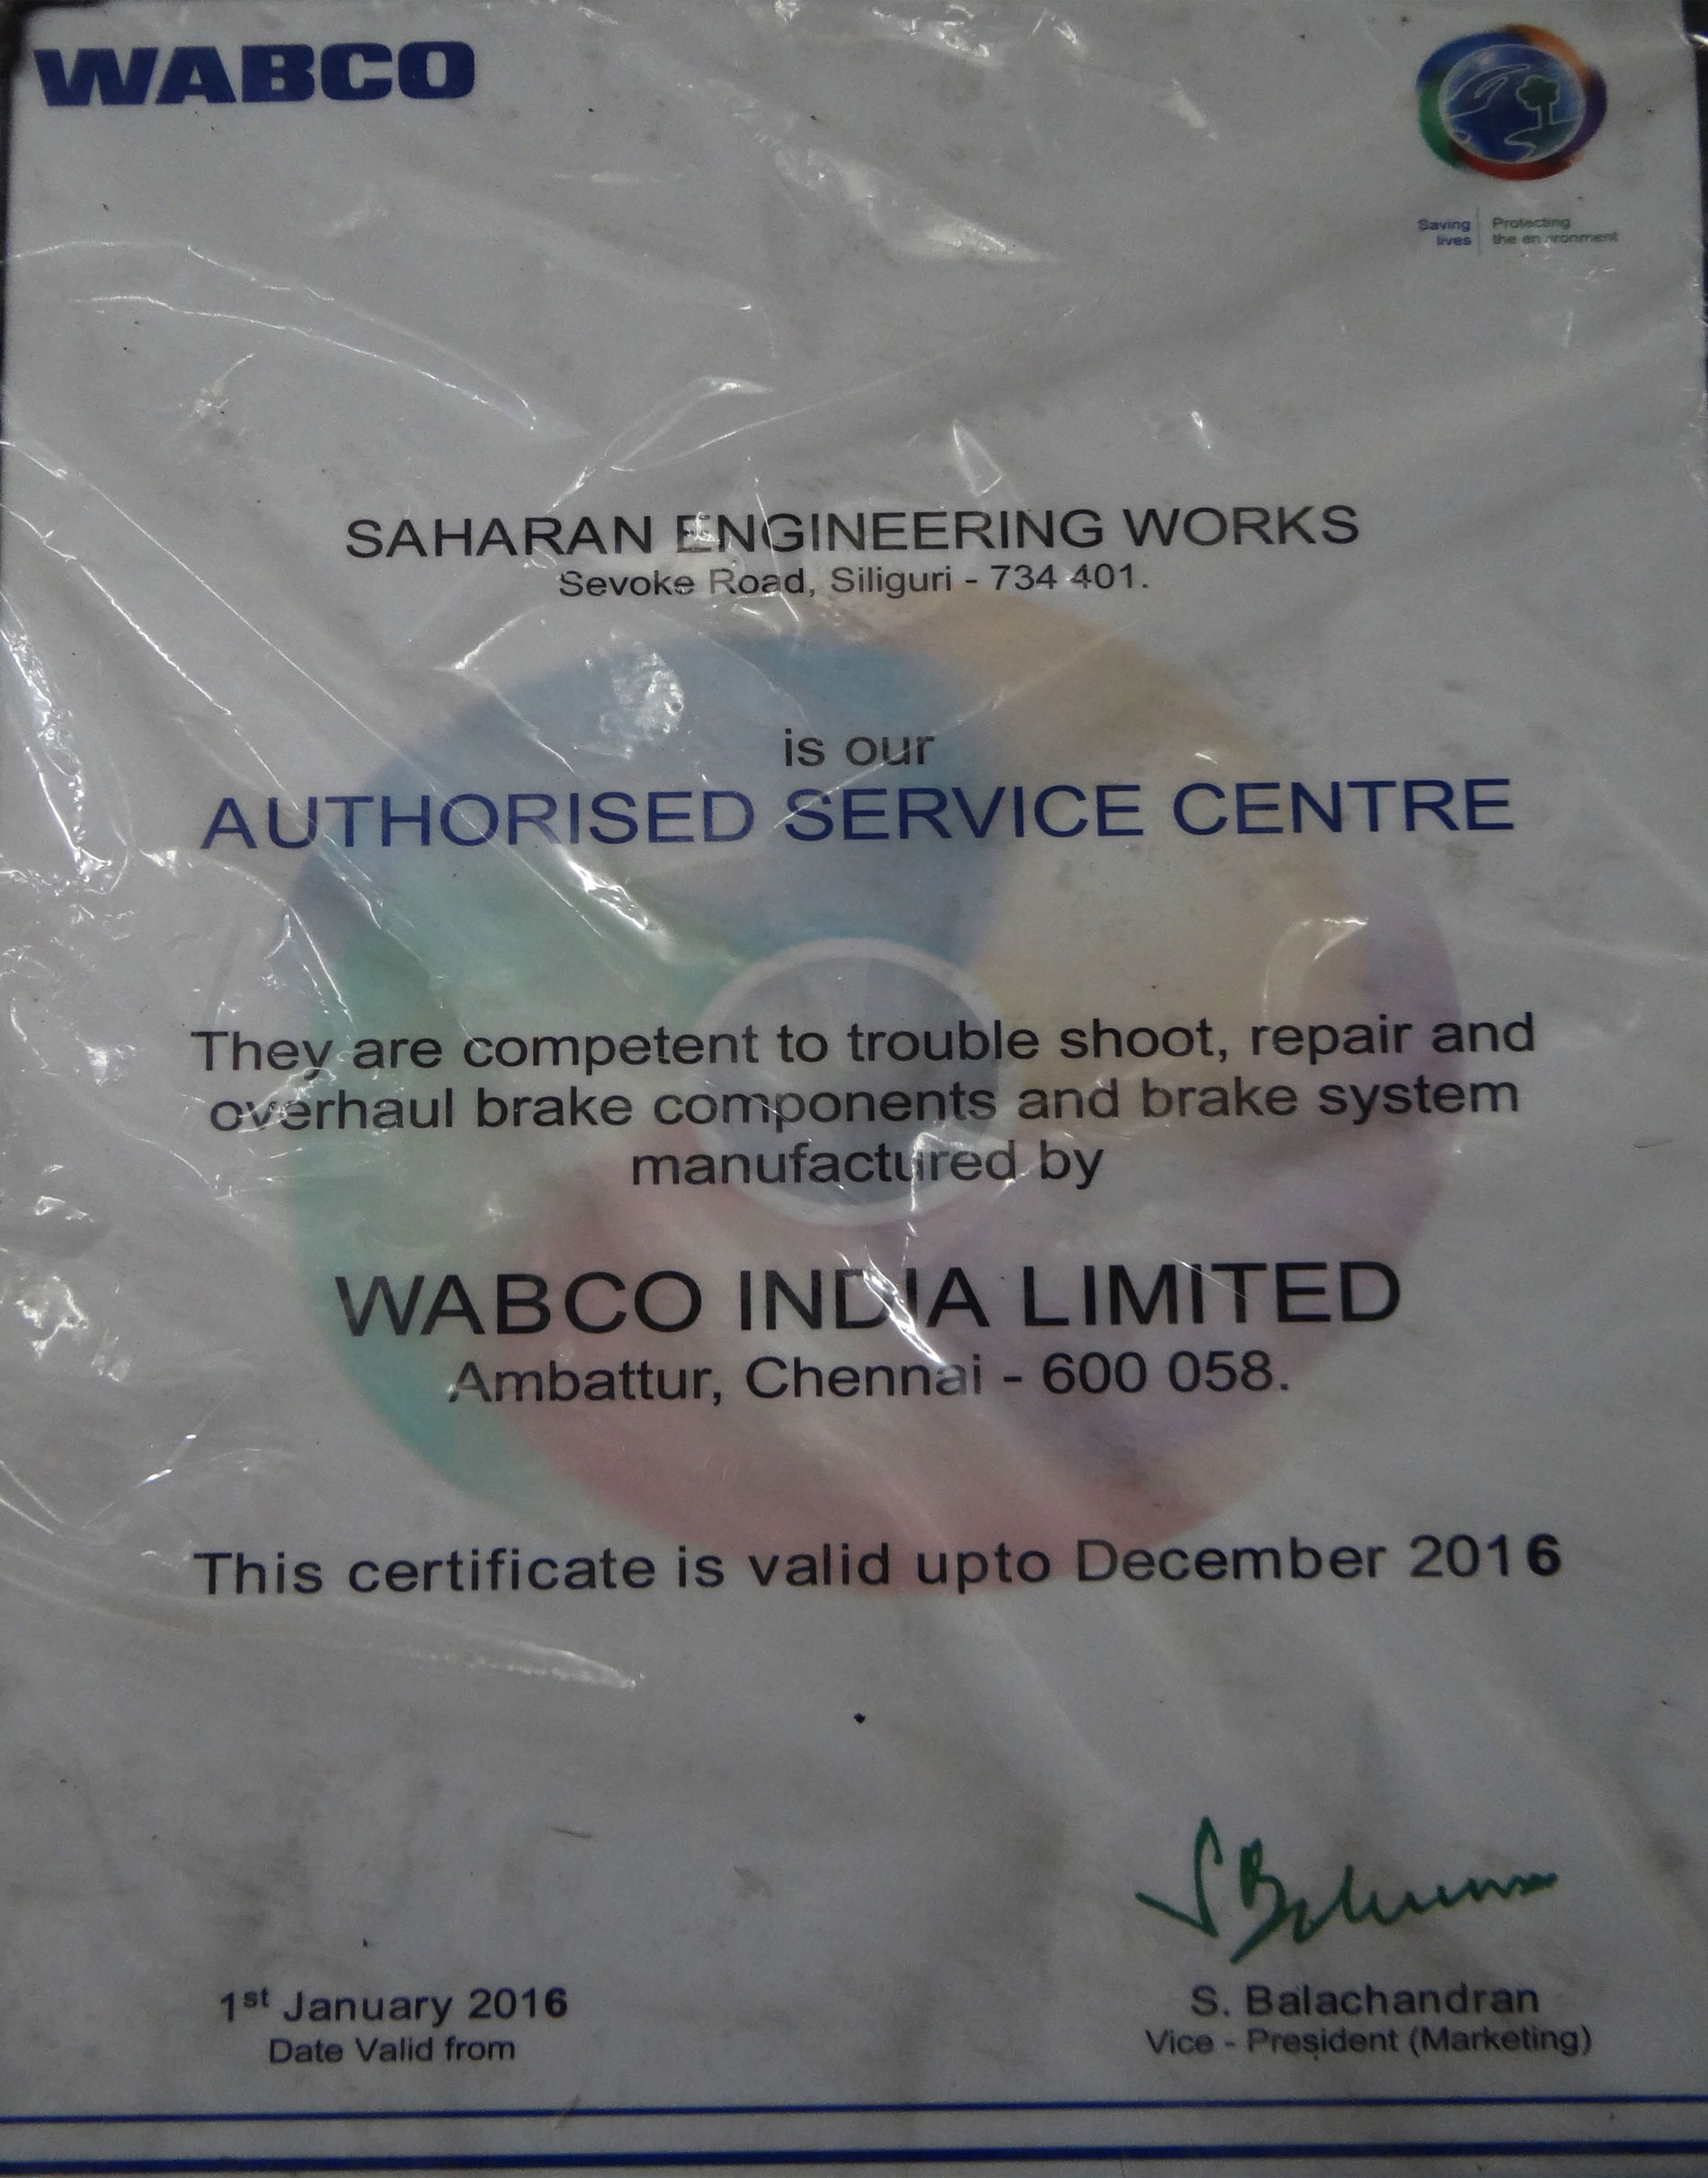 WABCO
Saving lives
Protecting the environment
SAHARAN ENGINEERING WORKS
Sevoke Road, Siliguri - 734 401.
is our
AUTHORISED SERVICE CENTRE
They are competent to trouble shoot, repair and
overhaul brake components and brake system
manufactured by
WABCO INDIA LIMITED
Ambattur, Chennai - 600 058.
This certificate is valid upto December 2016
1st January 2016
Date Valid from
S. Balachandran
Vice - President (Marketing)